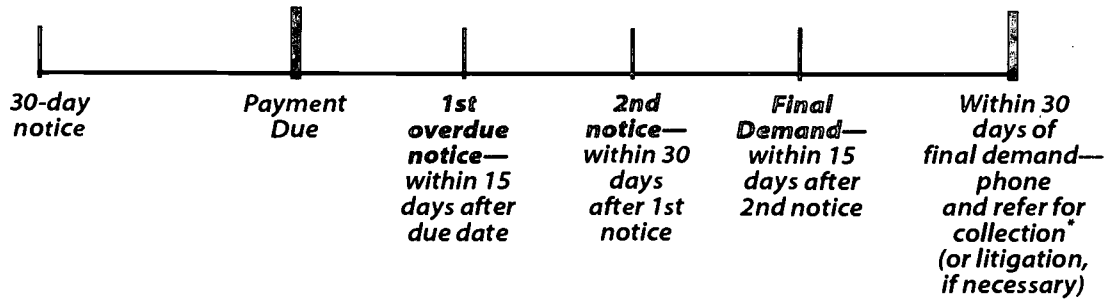 30-day
notice
Payment
Due
1st
overdue
notice—
within 15
days after
due date
2nd
notice—
within 30
days
after 1st
notice
Final
Demand—
within 15
days after
2nd notice
Within 30
days of
final demand—
phone
and refer for
collection*
(or litigation,
if necessary)